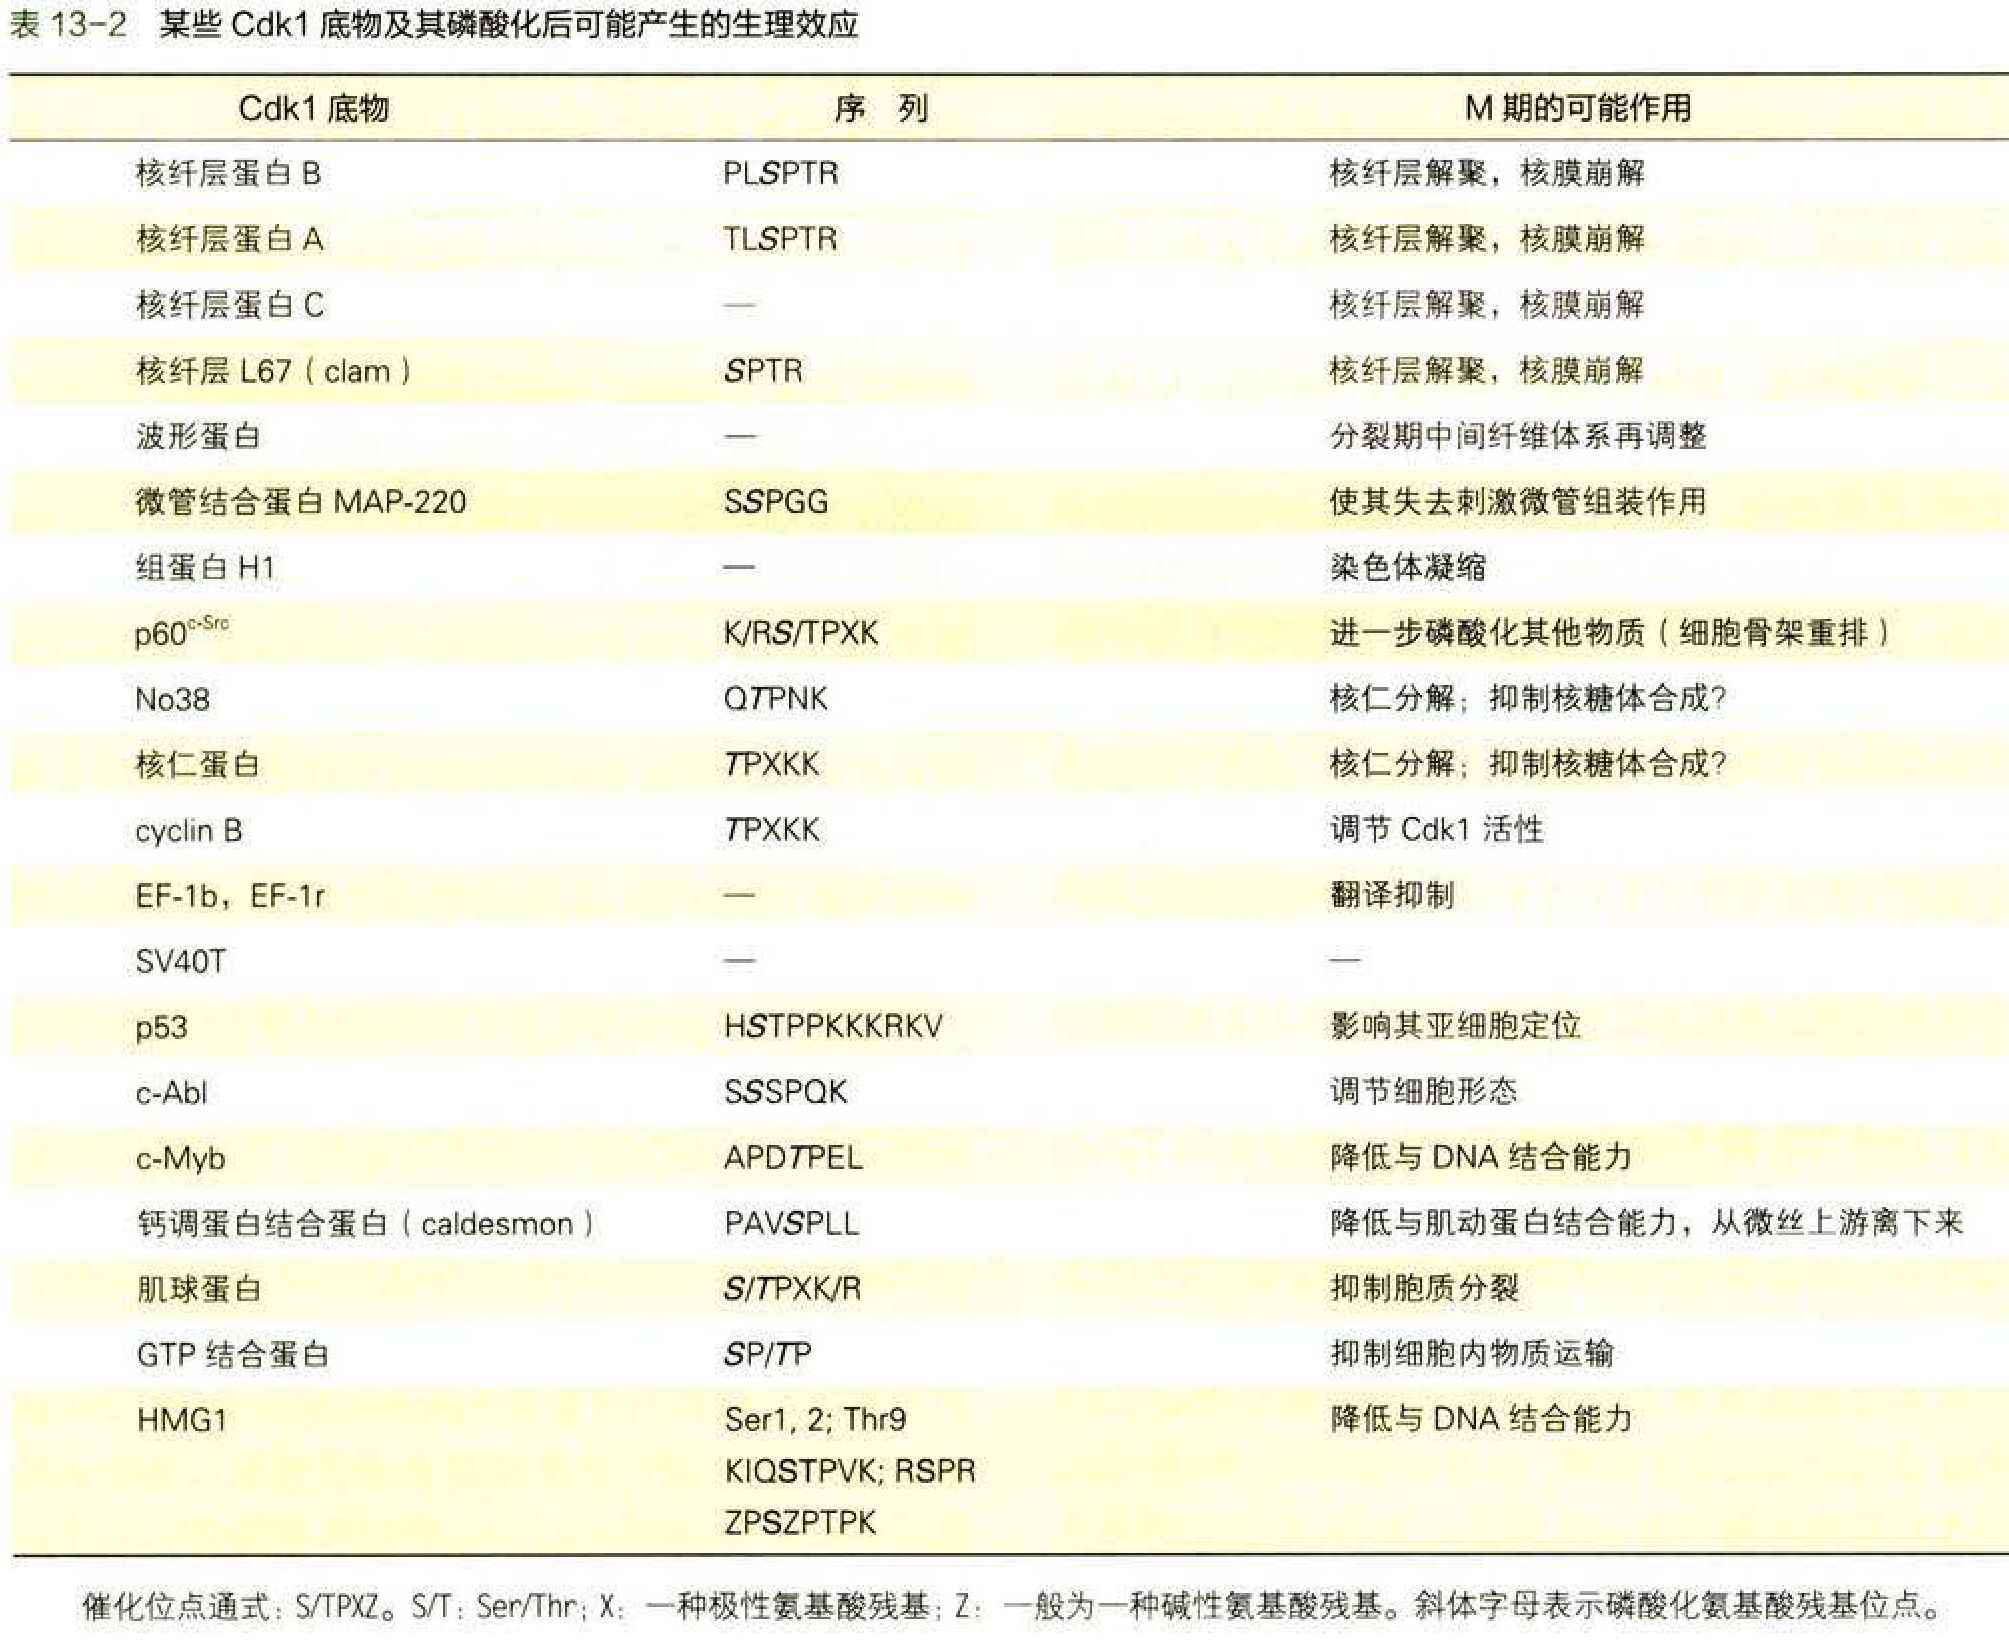 表 13-2 某些 Cdk1 底物及其磷酸化后可能产生的生理效应
Cdk1 底物 序 列 M 期的可能作用
核纤层蛋白 B PLSPTR 核纤层解聚，核膜崩解
核纤层蛋白 A TLSPTR 核纤层解聚，核膜崩解
核纤层蛋白 C — 核纤层解聚，核膜崩解
核纤层 L67（clam） SPTR 核纤层解聚，核膜崩解
波形蛋白 — 分裂期中间纤维体系再调整
微管结合蛋白 MAP-220 SSPGG 使其失去刺激微管组装作用
组蛋白 H1 — 染色体凝缩
p60c-Src K/RS/TPXK 进一步磷酸化其他物质（细胞骨架重排）
No38 QTPNK 核仁分解；抑制核糖体合成？
核仁蛋白 TPXKK 核仁分解；抑制核糖体合成？
cyclin B TPXKK 调节 Cdk1 活性
EF-1b，EF-1r — 翻译抑制
SV40T — —
p53 HSTPPKKKRKV 影响其亚细胞定位
c-Abl SSSPQK 调节细胞形态
c-Myb APDTPEL 降低与 DNA 结合能力
钙调蛋白结合蛋白（caldesmon） PAVSPLL 降低与肌动蛋白结合能力，从微丝上游离下来
肌球蛋白 S/TPXK/R 抑制胞质分裂
GTP 结合蛋白 SP/TP 抑制细胞内物质运输
HMG1 Ser1, 2; Thr9 降低与 DNA 结合能力
KIQSTPVK; RSPR
ZPSZPTPK
催化位点通式：S/TPXZ。S/T：Ser/Thr；X：一种极性氨基酸残基；Z：一般为一种碱性氨基酸残基。斜体字母表示磷酸化氨基酸残基位点。